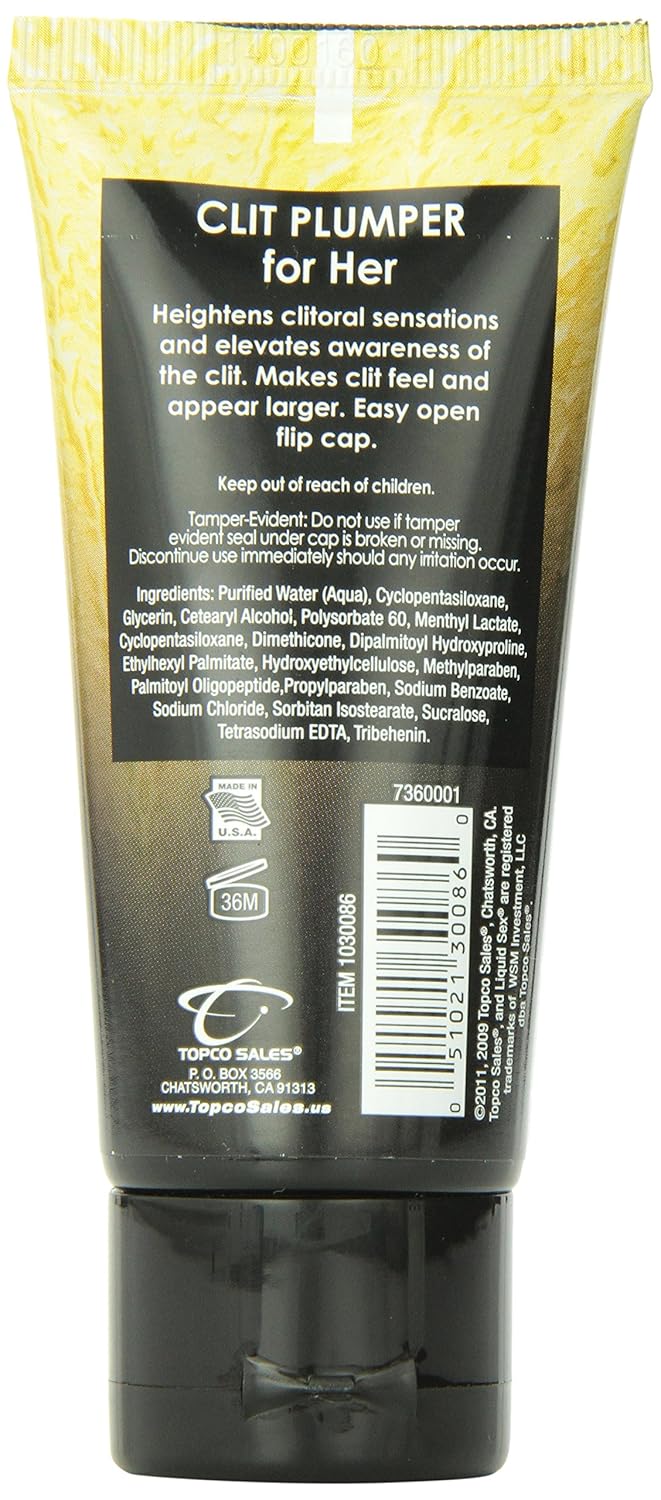 1400160
CLIT PLUMPER
for Her
Heightens clitoral sensations
and elevates awareness of
the clit. Makes clit feel and
appear larger. Easy open
flip cap.
Keep out of reach of children.
Tamper-Evident: Do not use if tamper
evident seal under cap is broken or missing.
Discontinue use immediately should any irritation occur.
Ingredients: Purified Water (Aqua), Cyclopentasiloxane,
Glycerin, Cetearyl Alcohol, Polysorbate 60, Menthyl Lactate,
Cyclopentasiloxane, Dimethicone, Dipalmitoyl Hydroxyproline,
Ethylhexyl Palmitate, Hydroxyethylcellulose, Methylparaben,
Palmitoyl Oligopeptide,Propylparaben, Sodium Benzoate,
Sodium Chloride, Sorbitan Isostearate, Sucralose,
Tetrasodium EDTA, Tribehenin.
MADE IN
U.S.A.
36M
TOPCO SALES®
P. O. BOX 3566
CHATSWORTH, CA 91313
www.TopcoSales.us
7360001
ITEM 1030086
0 51021 30086 0
©2011, 2009 Topco Sales®, Chatsworth, CA.
Topco Sales®, and Liquid Sex® are registered
trademarks of WSM Investment, LLC
dba Topco Sales®.